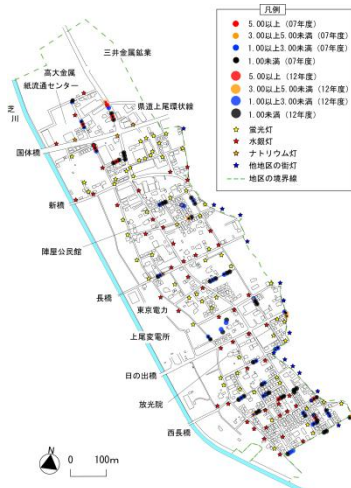 凡例
5.00以上 (07年度)
3.00以上5.00未満 (07年度)
1.00以上3.00未満 (07年度)
1.00未満 (07年度)
5.00以上 (12年度)
3.00以上5.00未満 (12年度)
1.00以上3.00未満 (12年度)
1.00未満 (12年度)
蛍光灯
水銀灯
ナトリウム灯
他地区の街灯
地区の境界線
三井金属鉱業
高大金属
紙流通センター
県道上尾環状線
芝川
国体橋
新橋
陣屋公民館
長橋
東京電力
上尾変電所
日の出橋
放光院
西長橋
N
0 100m